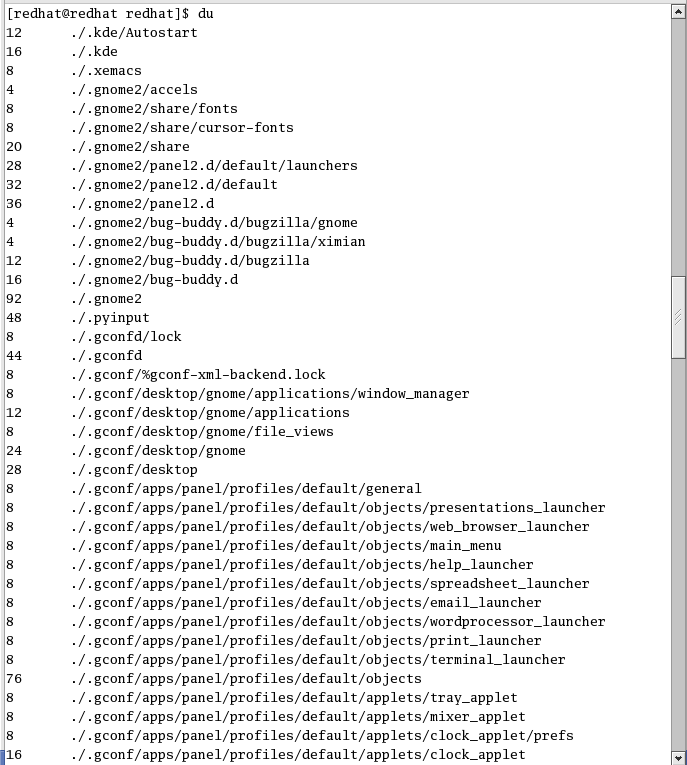 [redhat@redhat redhat]$ du
12 ./.kde/Autostart
16 ./.kde
8 ./.xemacs
4 ./.gnome2/accels
8 ./.gnome2/share/fonts
8 ./.gnome2/share/cursor-fonts
20 ./.gnome2/share
28 ./.gnome2/panel2.d/default/launchers
32 ./.gnome2/panel2.d/default
36 ./.gnome2/panel2.d
4 ./.gnome2/bug-buddy.d/bugzilla/gnome
4 ./.gnome2/bug-buddy.d/bugzilla/ximian
12 ./.gnome2/bug-buddy.d/bugzilla
16 ./.gnome2/bug-buddy.d
92 ./.gnome2
48 ./.pyinput
8 ./.gconfd/lock
44 ./.gconfd
8 ./.gconf/%gconf-xml-backend.lock
8 ./.gconf/desktop/gnome/applications/window_manager
12 ./.gconf/desktop/gnome/applications
8 ./.gconf/desktop/gnome/file_views
24 ./.gconf/desktop/gnome
28 ./.gconf/desktop
8 ./.gconf/apps/panel/profiles/default/general
8 ./.gconf/apps/panel/profiles/default/objects/presentations_launcher
8 ./.gconf/apps/panel/profiles/default/objects/web_browser_launcher
8 ./.gconf/apps/panel/profiles/default/objects/main_menu
8 ./.gconf/apps/panel/profiles/default/objects/help_launcher
8 ./.gconf/apps/panel/profiles/default/objects/spreadsheet_launcher
8 ./.gconf/apps/panel/profiles/default/objects/email_launcher
8 ./.gconf/apps/panel/profiles/default/objects/wordprocessor_launcher
8 ./.gconf/apps/panel/profiles/default/objects/print_launcher
8 ./.gconf/apps/panel/profiles/default/objects/terminal_launcher
76 ./.gconf/apps/panel/profiles/default/objects
8 ./.gconf/apps/panel/profiles/default/applets/tray_applet
8 ./.gconf/apps/panel/profiles/default/applets/mixer_applet
8 ./.gconf/apps/panel/profiles/default/applets/clock_applet/prefs
16 ./.gconf/apps/panel/profiles/default/applets/clock_applet